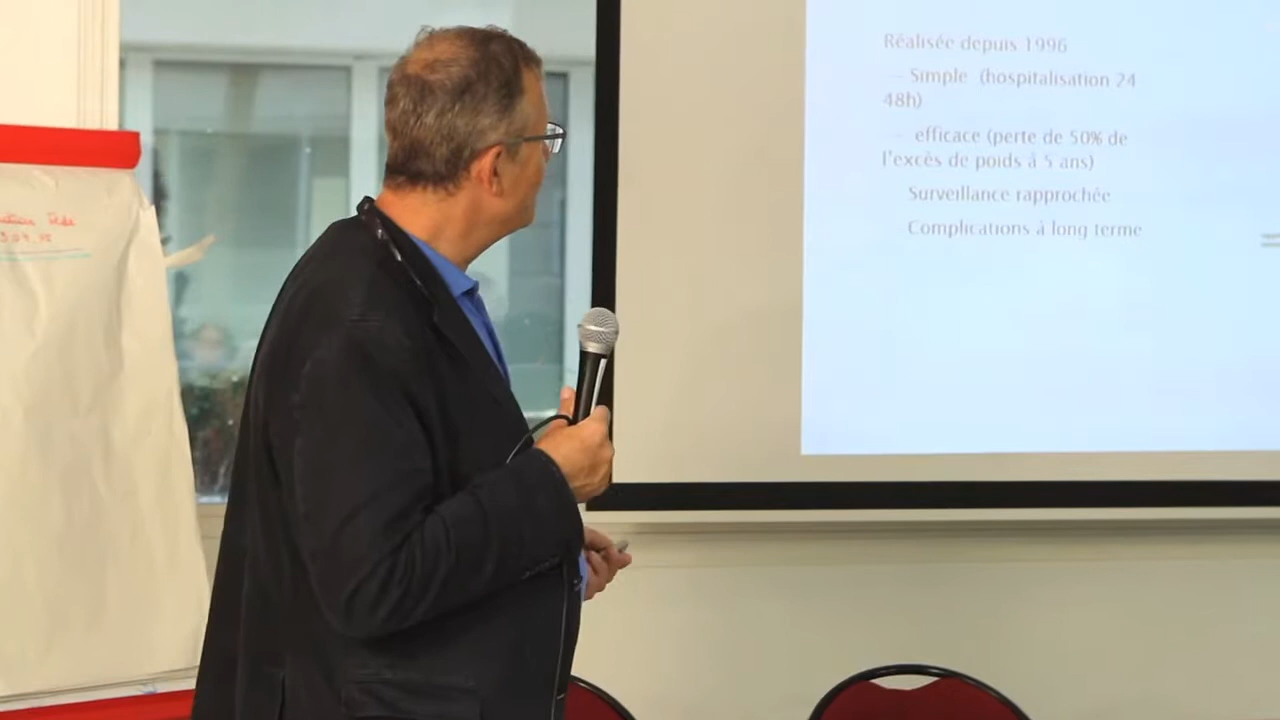 Réalisée depuis 1996
– Simple (hospitalisation 24
48h)
– efficace (perte de 50% de
l'excès de poids à 5 ans)
Surveillance rapprochée
Complications à long terme